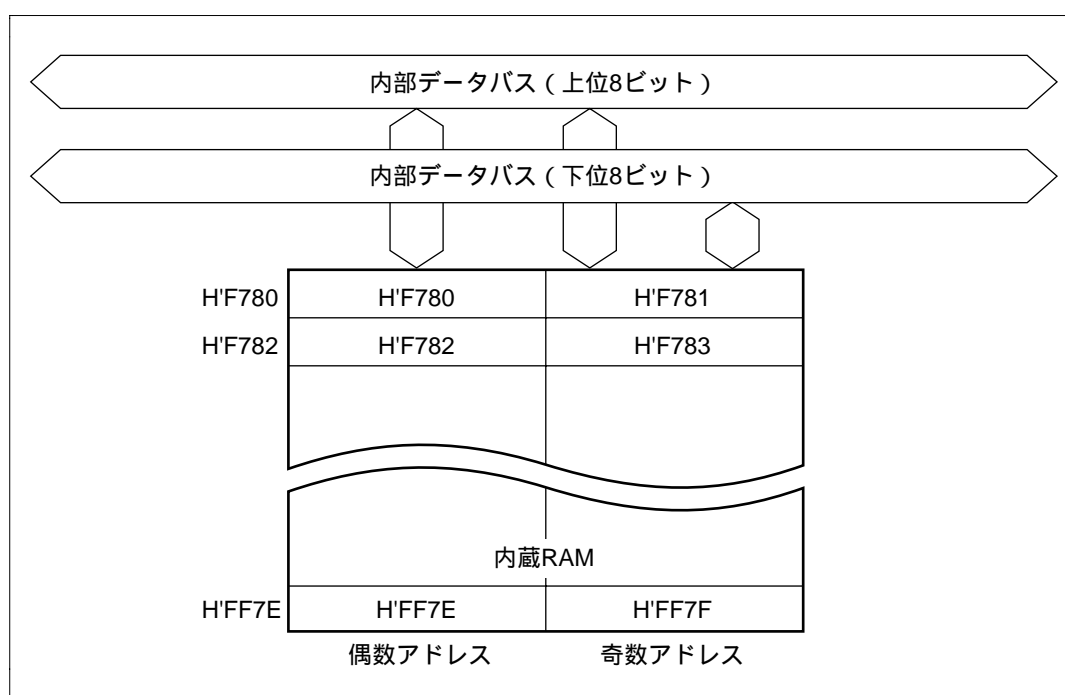 内部データバス（上位8ビット）
内部データバス（下位8ビット）
H'F780 H'F780 H'F781
H'F782 H'F782 H'F783
内蔵RAM
H'FF7E H'FF7E H'FF7F
偶数アドレス 奇数アドレス